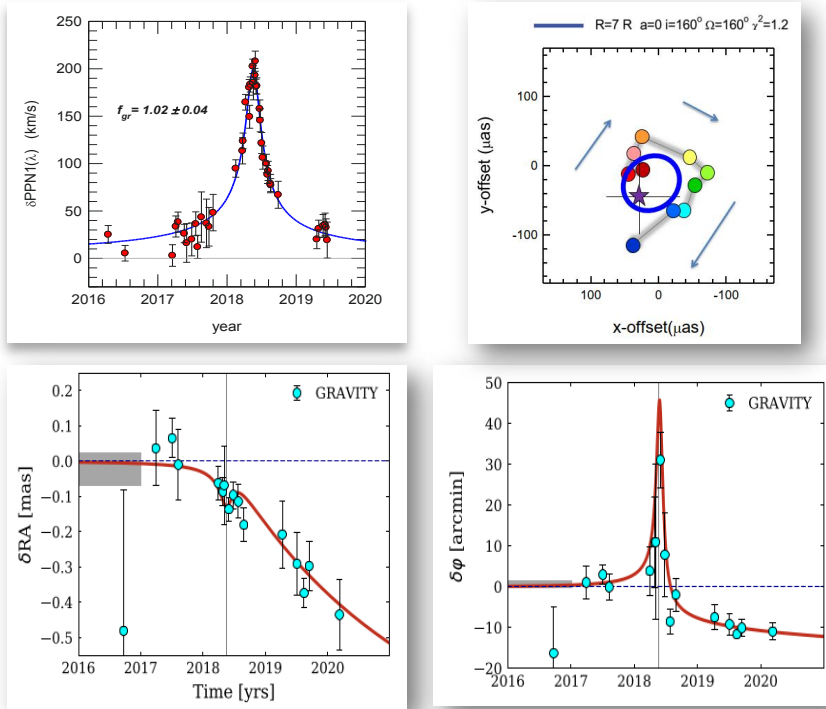 250
200
150
100
50
0
δPPN1(λ) (km/s)
f_gr = 1.02 ± 0.04
2016 2017 2018 2019 2020
year
R=7 R a=0 i=160° Ω=160° χ²=1.2
100
0
-100
y-offset (μas)
100 0 -100
x-offset(μas)
0.2
0.1
0.0
−0.1
−0.2
−0.3
−0.4
−0.5
δRA [mas]
GRAVITY
2016 2017 2018 2019 2020
Time [yrs]
50
40
30
20
10
0
−10
−20
δφ [arcmin]
GRAVITY
2016 2017 2018 2019 2020